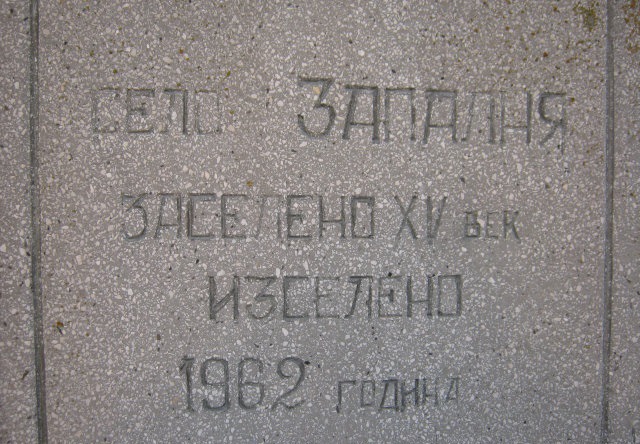 СЕЛО ЗАПАЛНЯ
ЗАСЕЛЕНО XV ВЕК
ИЗСЕЛЕНО
1962 ГОДИНА